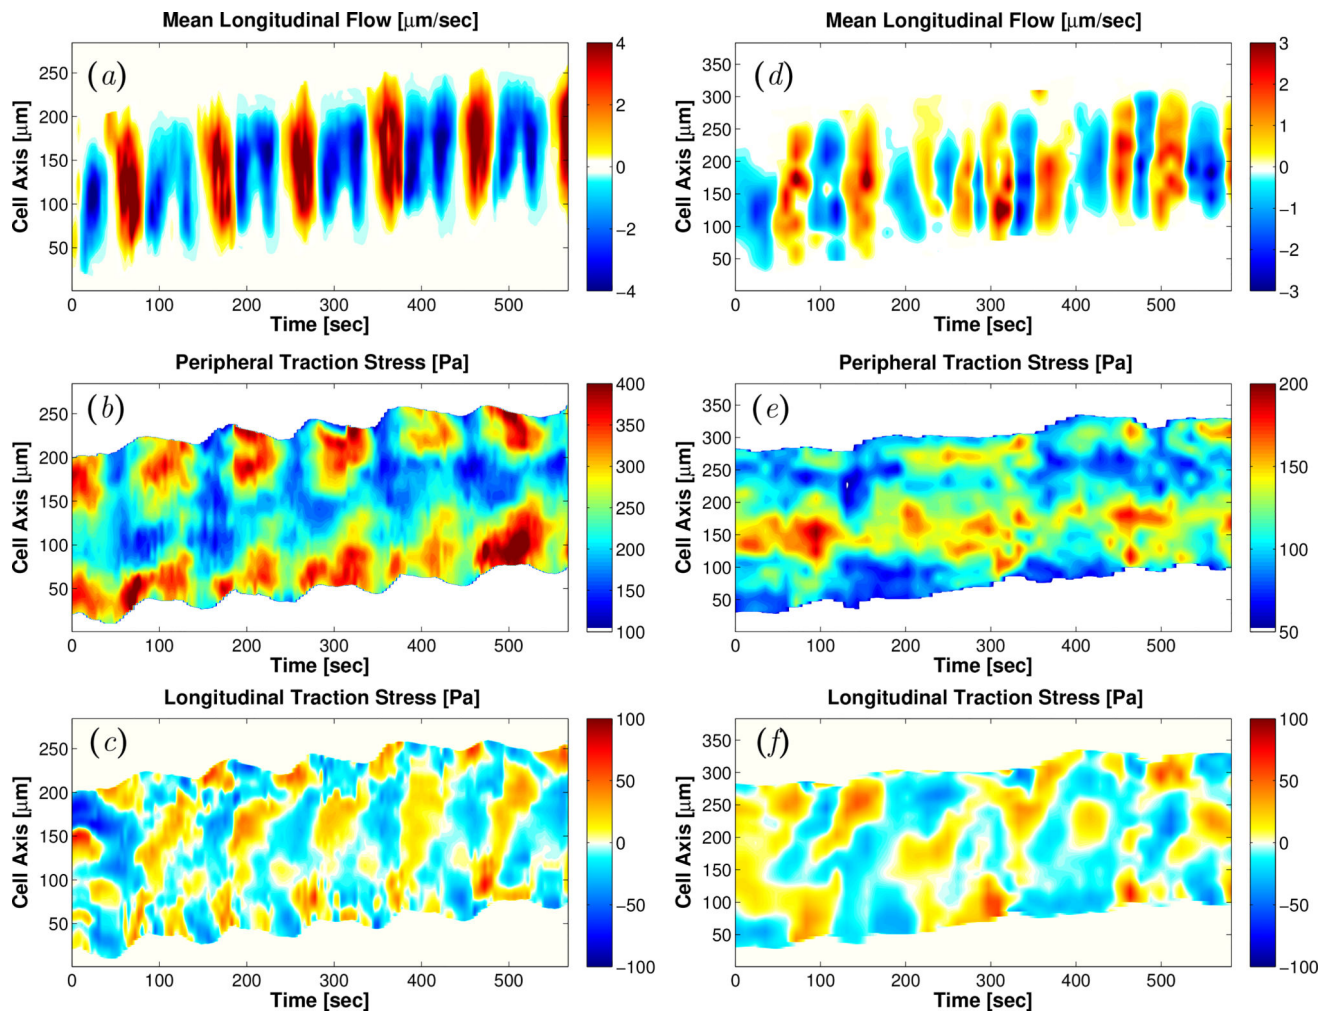 Mean Longitudinal Flow [μm/sec]
(a)
Cell Axis [μm]
250
200
150
100
50
0 100 200 300 400 500
Time [sec]
4
2
0
−2
−4
Mean Longitudinal Flow [μm/sec]
(d)
Cell Axis [μm]
350
300
250
200
150
100
50
0 100 200 300 400 500
Time [sec]
3
2
1
0
−1
−2
−3
Peripheral Traction Stress [Pa]
(b)
Cell Axis [μm]
250
200
150
100
50
0 100 200 300 400 500
Time [sec]
400
350
300
250
200
150
100
Peripheral Traction Stress [Pa]
(e)
Cell Axis [μm]
350
300
250
200
150
100
50
0 100 200 300 400 500
Time [sec]
200
150
100
50
Longitudinal Traction Stress [Pa]
(c)
Cell Axis [μm]
250
200
150
100
50
0 100 200 300 400 500
Time [sec]
100
50
0
−50
−100
Longitudinal Traction Stress [Pa]
(f)
Cell Axis [μm]
350
300
250
200
150
100
50
0 100 200 300 400 500
Time [sec]
100
50
0
−50
−100